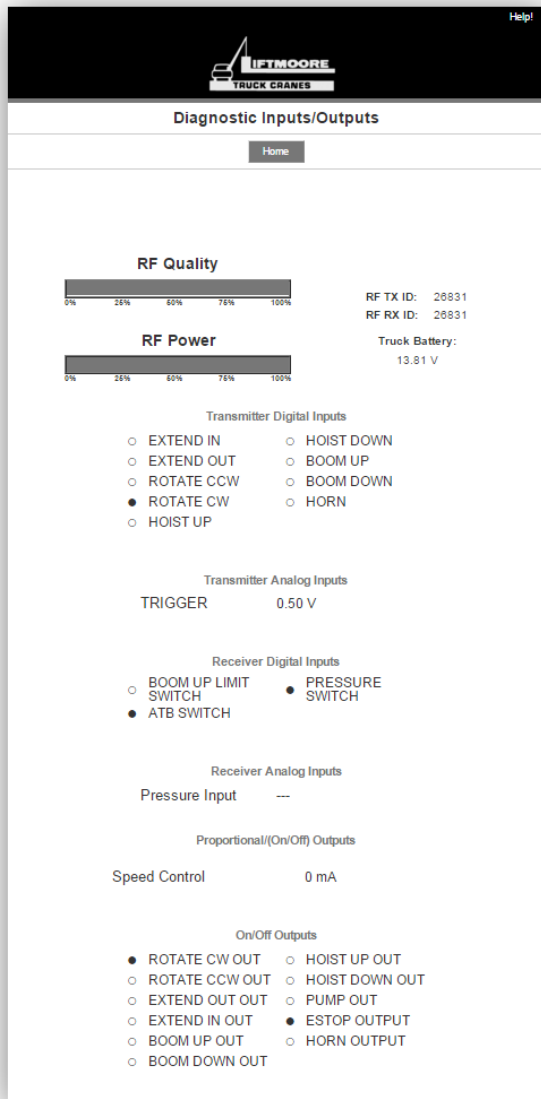 Help!
LIFTMOORE
TRUCK CRANES
Diagnostic Inputs/Outputs
Home
RF Quality
0% 25% 50% 75% 100%
RF TX ID: 26831
RF RX ID: 26831
RF Power
Truck Battery:
13.81 V
0% 25% 50% 75% 100%
Transmitter Digital Inputs
○ EXTEND IN ○ HOIST DOWN
○ EXTEND OUT ○ BOOM UP
○ ROTATE CCW ○ BOOM DOWN
● ROTATE CW ○ HORN
○ HOIST UP
Transmitter Analog Inputs
TRIGGER 0.50 V
Receiver Digital Inputs
○ BOOM UP LIMIT SWITCH ● PRESSURE SWITCH
● ATB SWITCH
Receiver Analog Inputs
Pressure Input ---
Proportional/(On/Off) Outputs
Speed Control 0 mA
On/Off Outputs
● ROTATE CW OUT ○ HOIST UP OUT
○ ROTATE CCW OUT ○ HOIST DOWN OUT
○ EXTEND OUT OUT ○ PUMP OUT
○ EXTEND IN OUT ● ESTOP OUTPUT
○ BOOM UP OUT ○ HORN OUTPUT
○ BOOM DOWN OUT